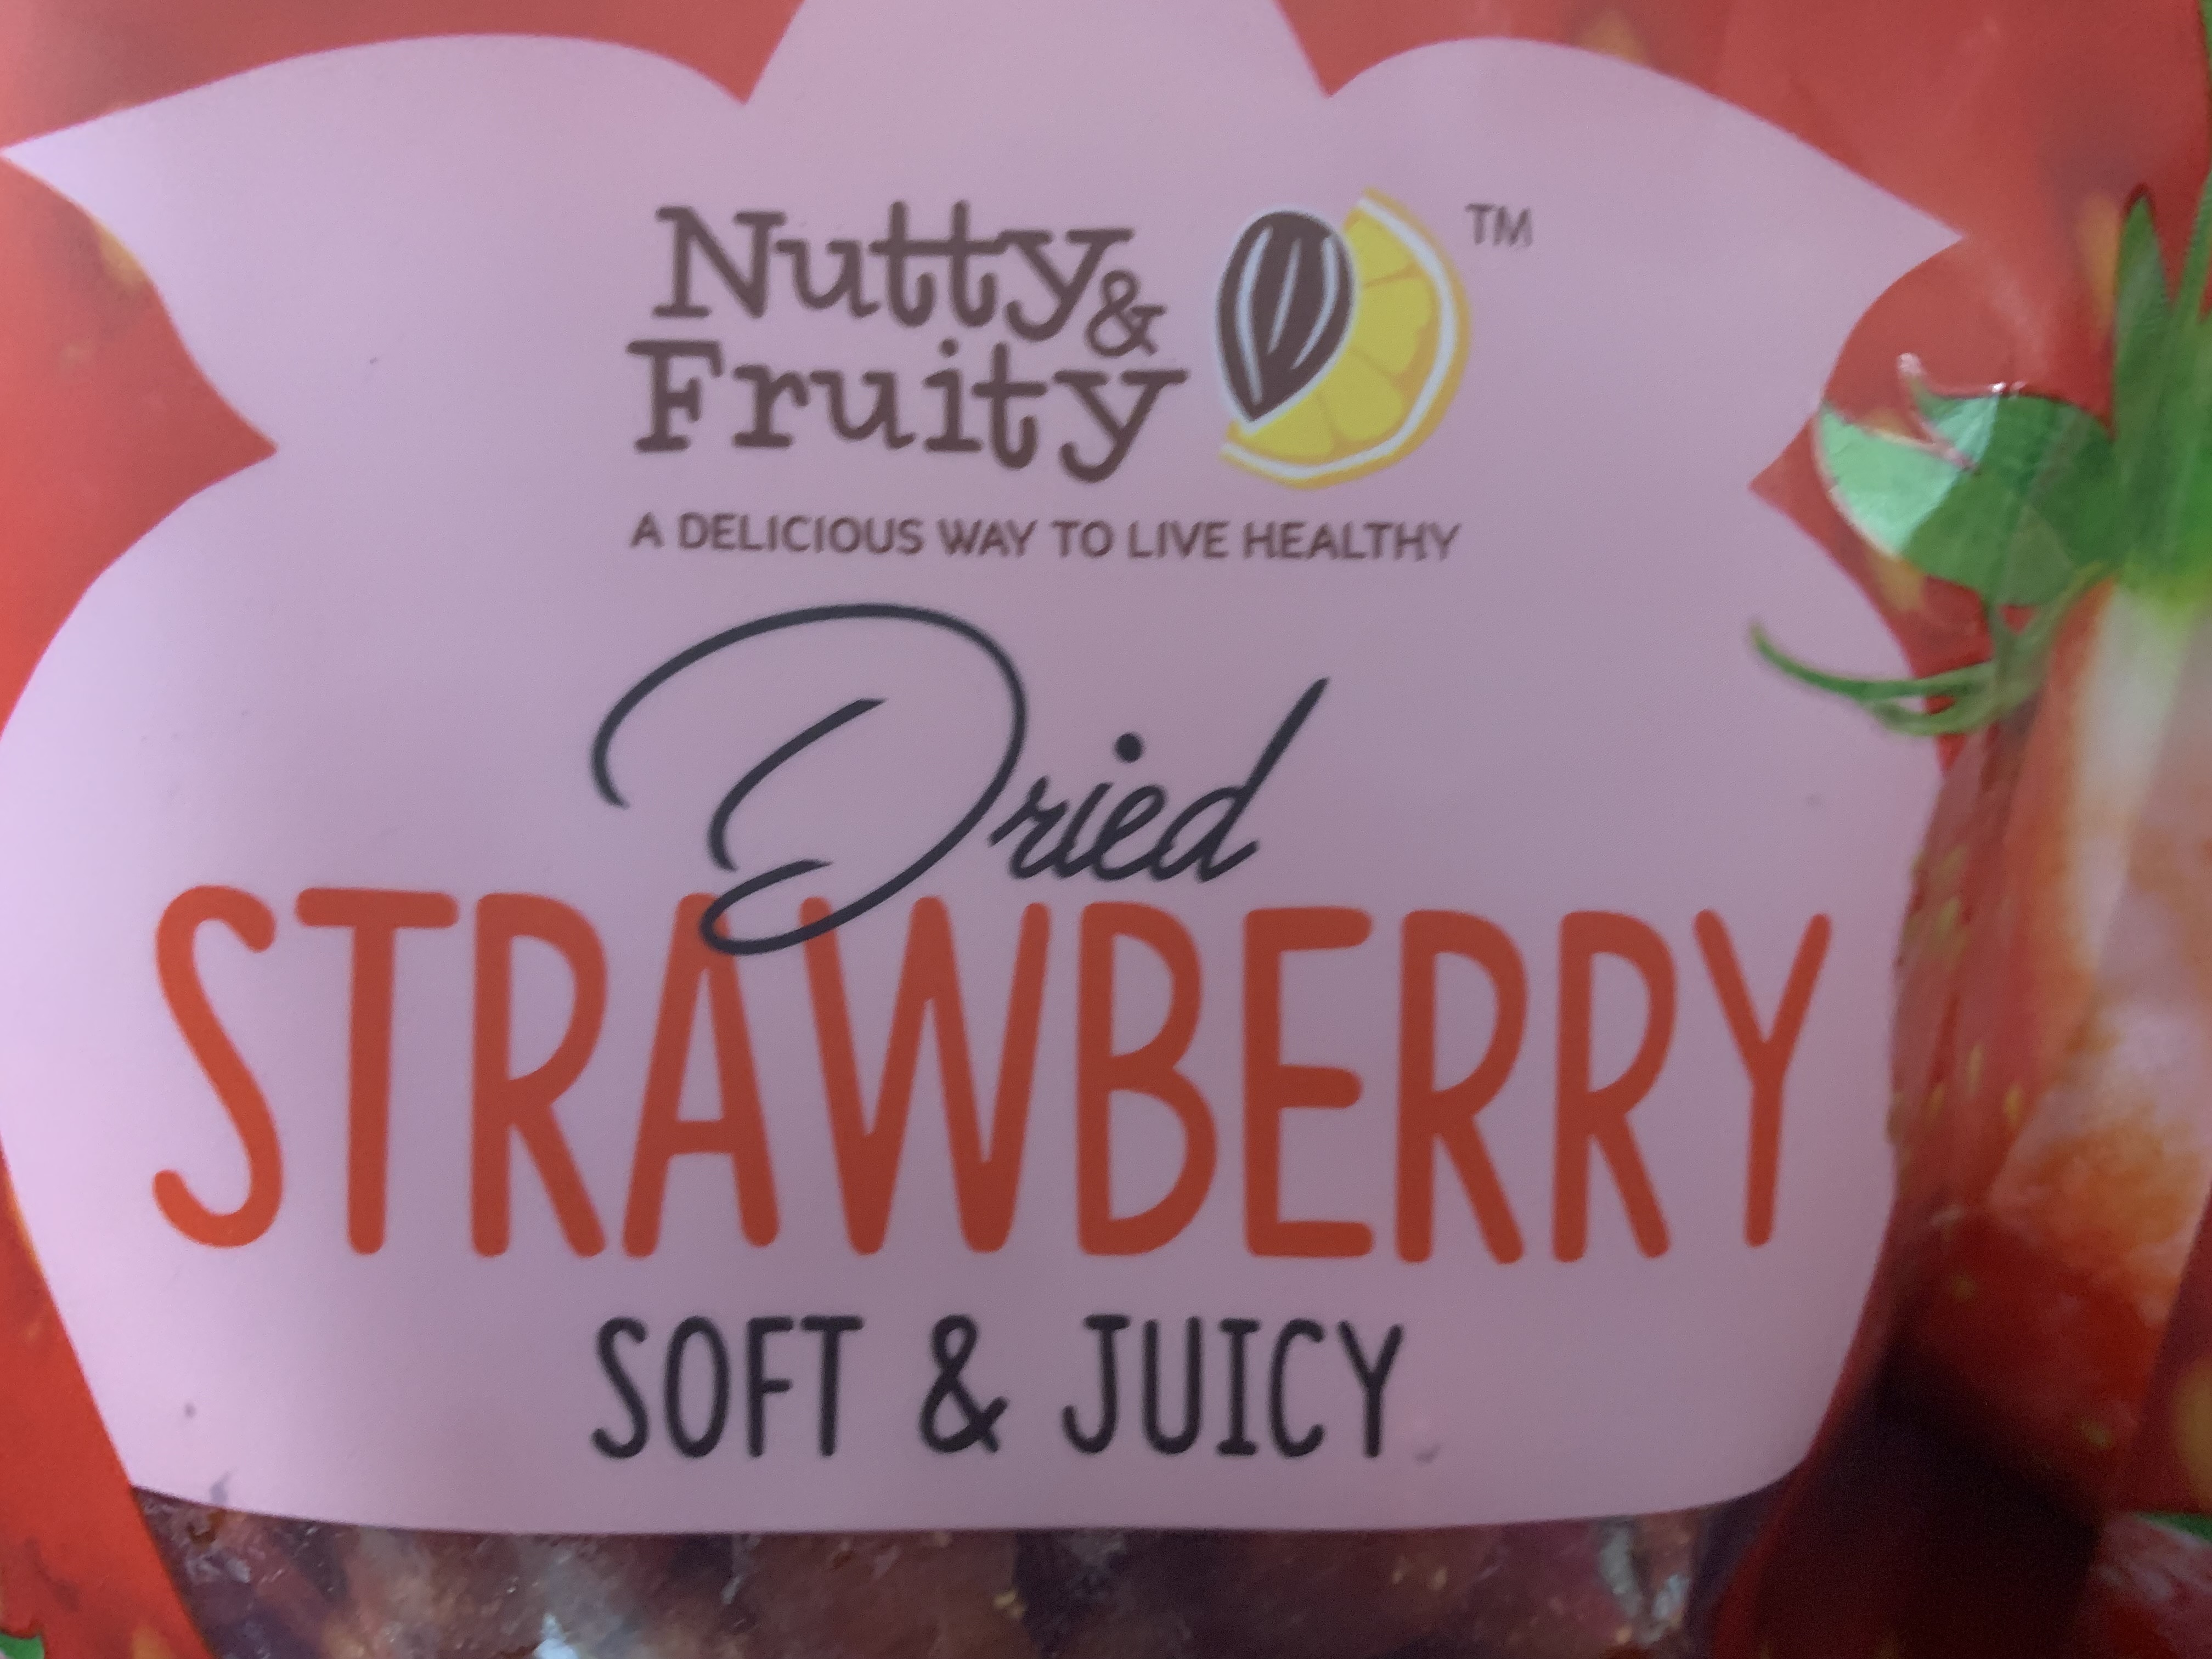 Nutty &
Fruity
TM
A DELICIOUS WAY TO LIVE HEALTHY
Dried
STRAWBERRY
SOFT & JUICY